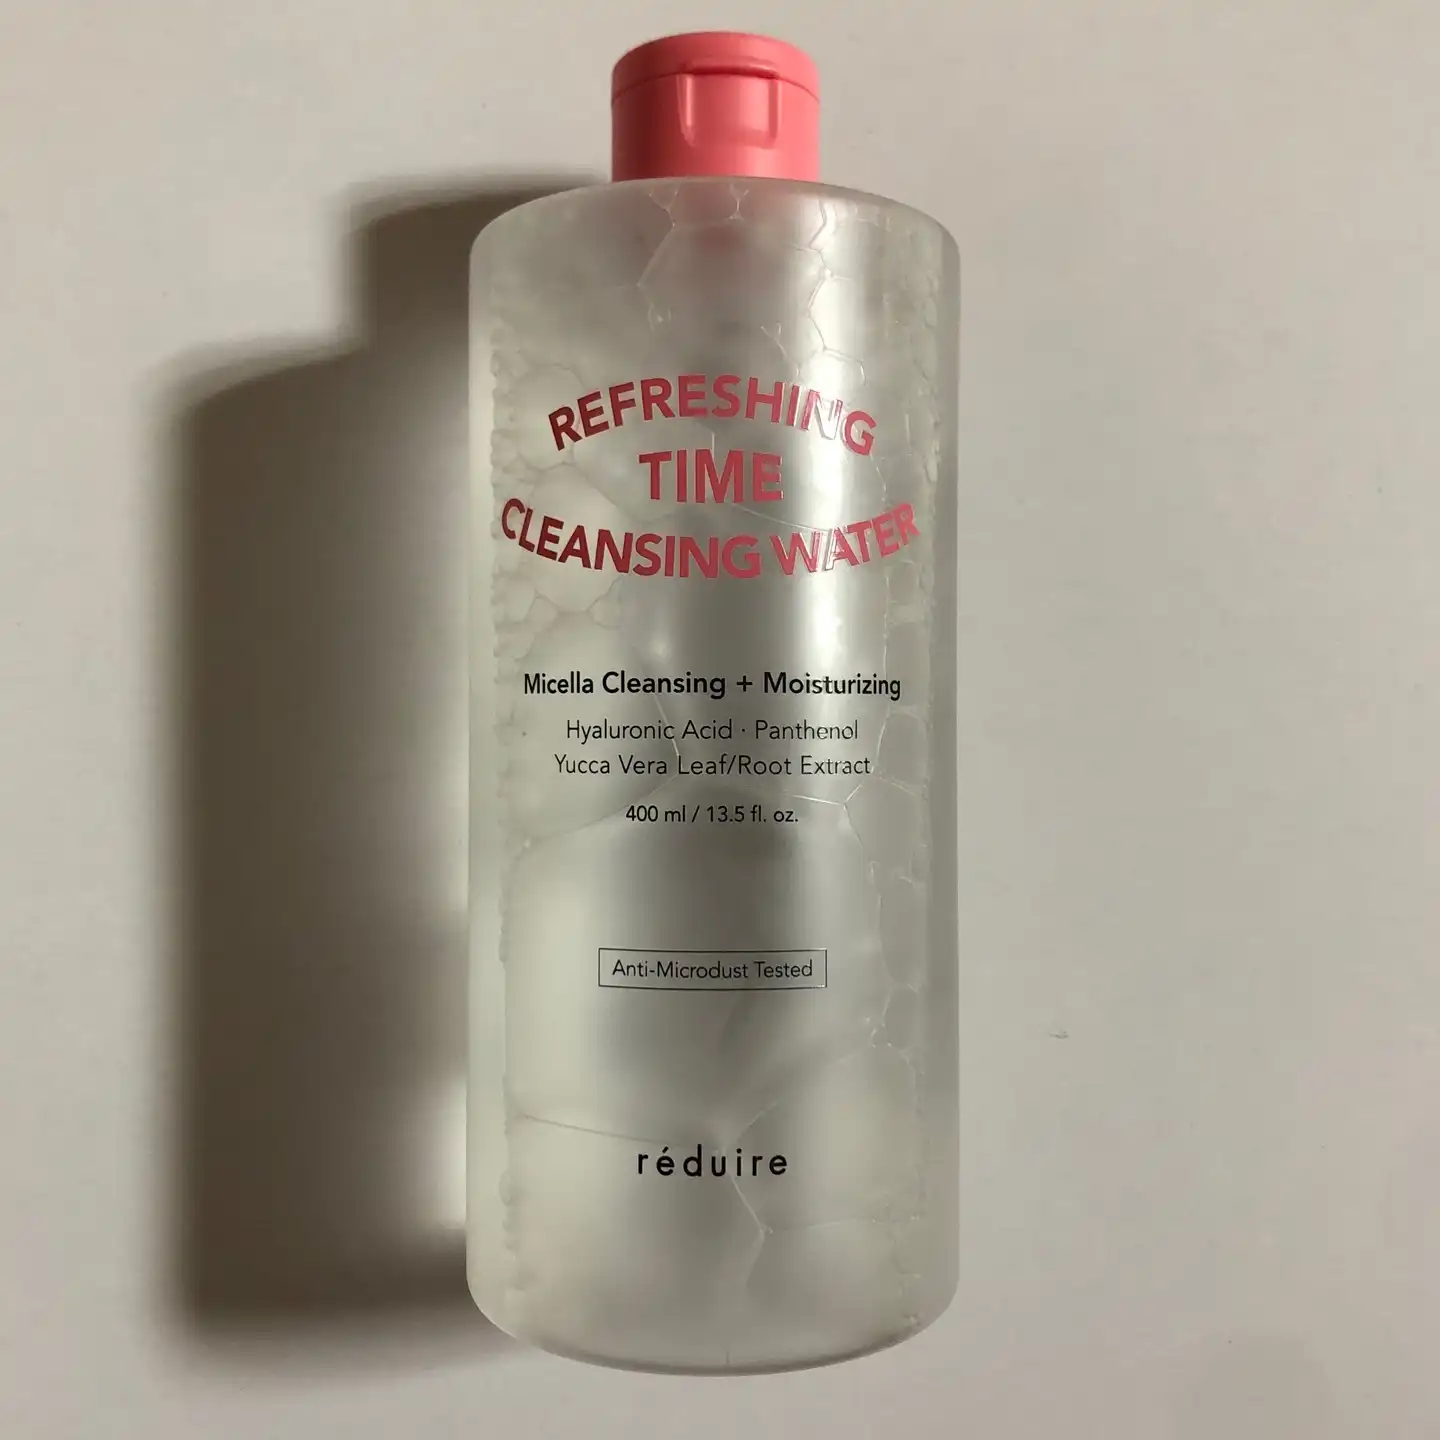 REFRESHING
TIME
CLEANSING WATER
Micella Cleansing + Moisturizing
Hyaluronic Acid · Panthenol
Yucca Vera Leaf/Root Extract
400 ml / 13.5 fl. oz.
Anti-Microdust Tested
réduire